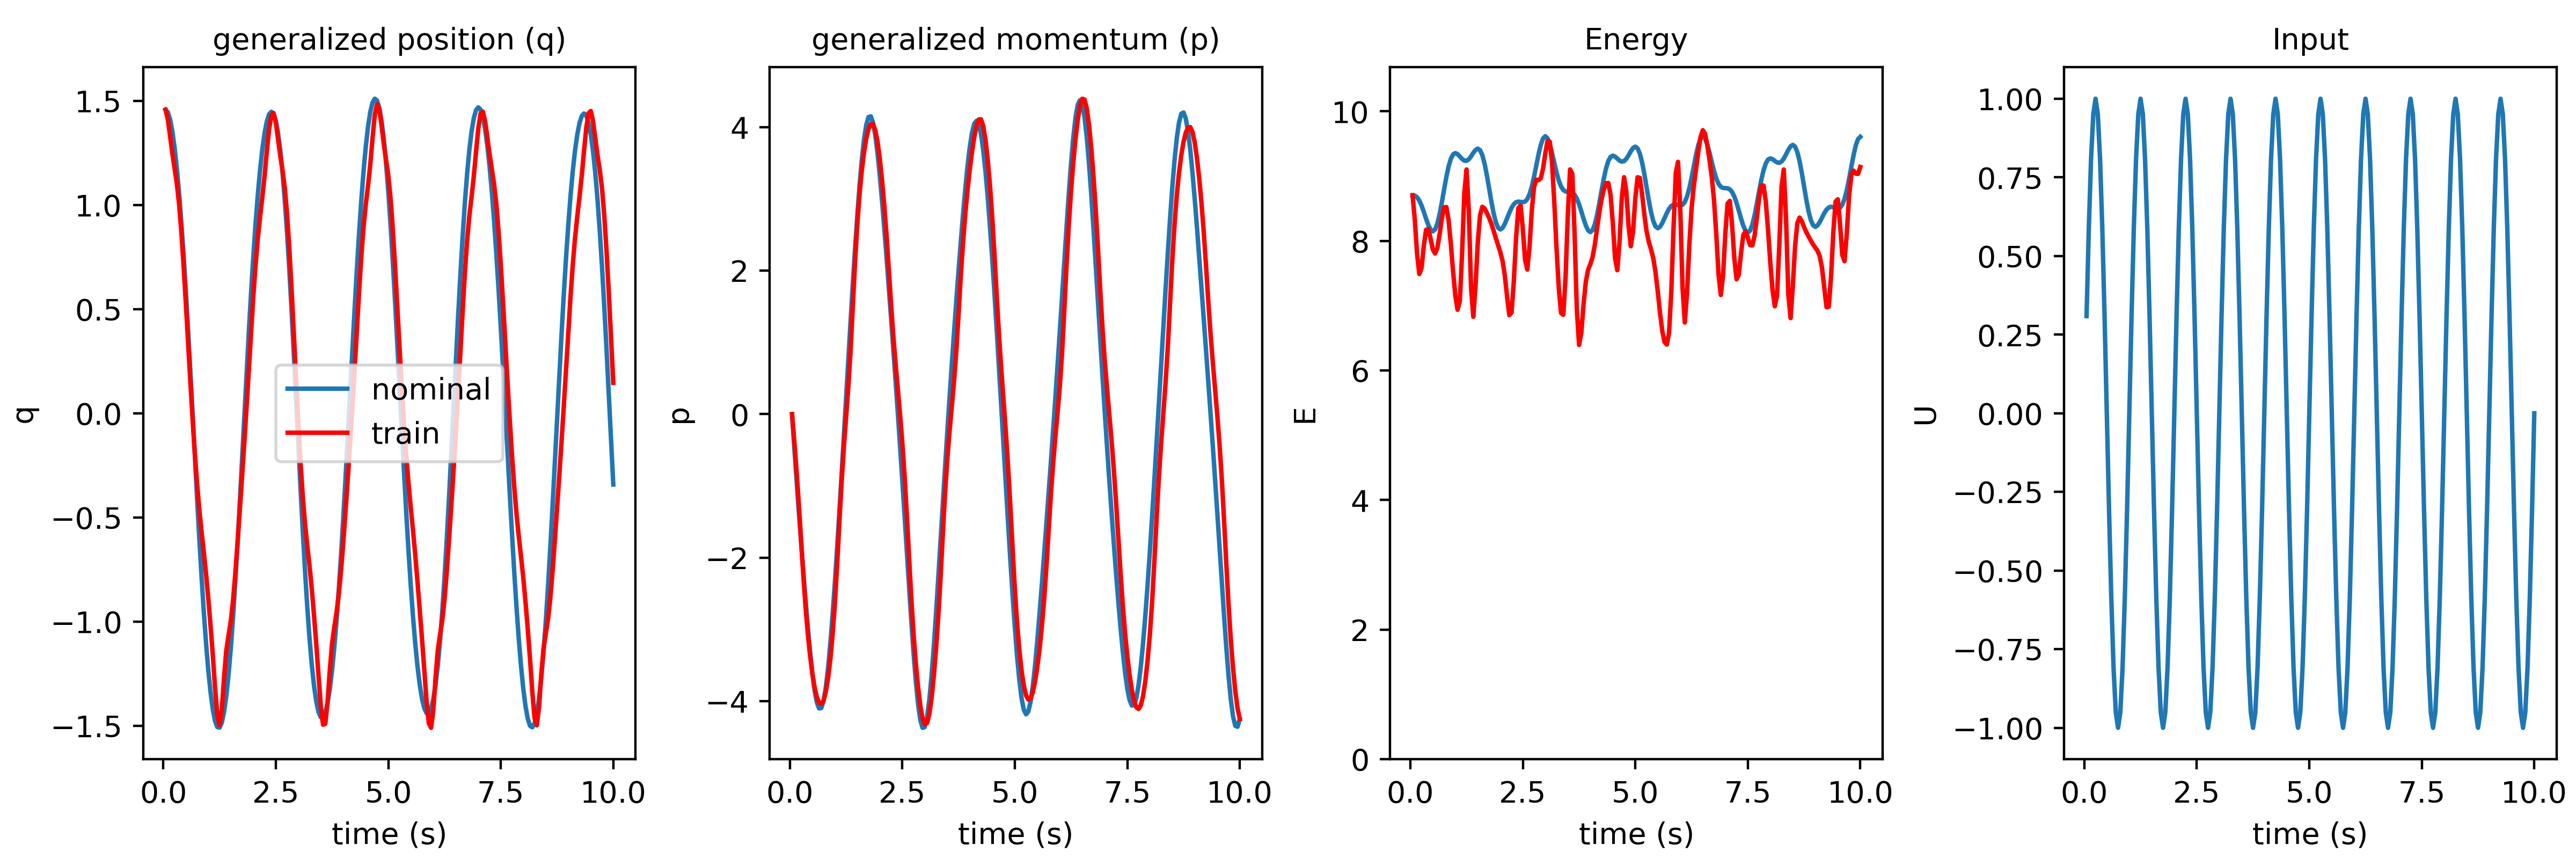 generalized position (q)
1.5
1.0
0.5
0.0
−0.5
−1.0
−1.5
q
nominal
train
0.0 2.5 5.0 7.5 10.0
time (s)
generalized momentum (p)
4
2
0
−2
−4
p
0.0 2.5 5.0 7.5 10.0
time (s)
Energy
10
8
6
4
2
0
E
0.0 2.5 5.0 7.5 10.0
time (s)
Input
1.00
0.75
0.50
0.25
0.00
−0.25
−0.50
−0.75
−1.00
U
0.0 2.5 5.0 7.5 10.0
time (s)